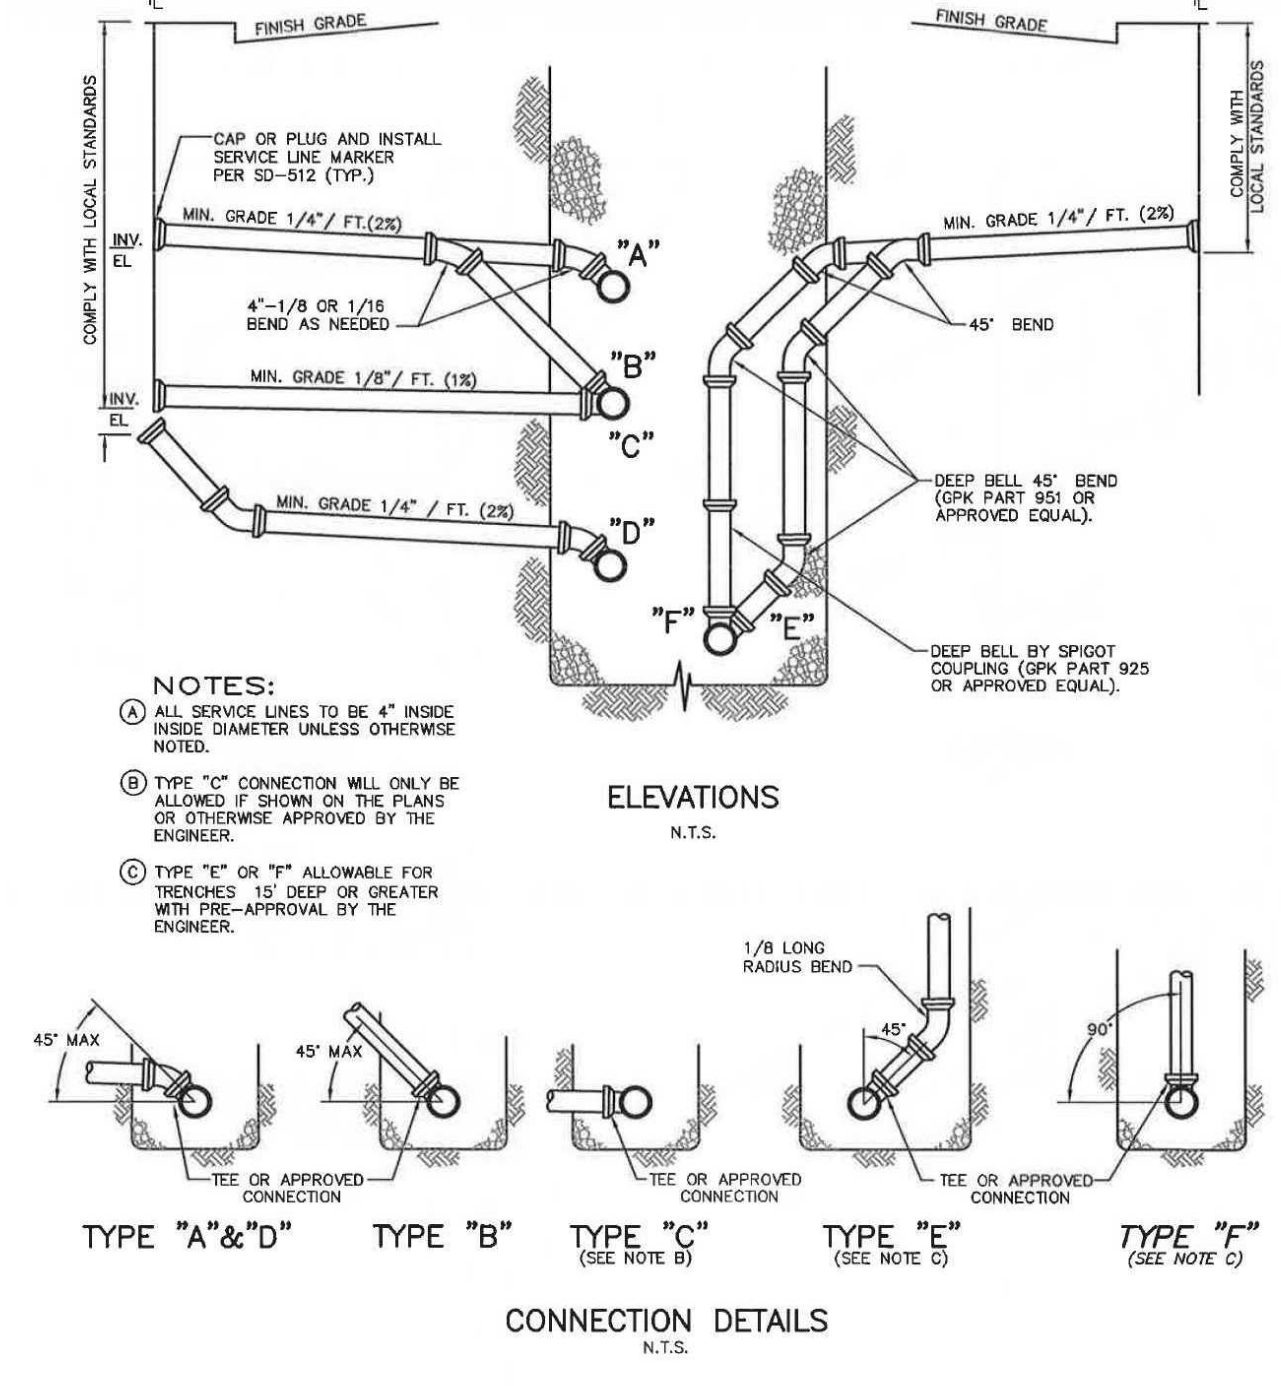 ℄
℄
FINISH GRADE
FINISH GRADE
COMPLY WITH LOCAL STANDARDS
COMPLY WITH
LOCAL STANDARDS
CAP OR PLUG AND INSTALL
SERVICE LINE MARKER
PER SD-512 (TYP.)
MIN. GRADE 1/4"/ FT.(2%)
MIN. GRADE 1/4"/ FT. (2%)
INV.
EL
"A"
4"-1/8 OR 1/16
BEND AS NEEDED
45° BEND
"B"
MIN. GRADE 1/8"/ FT. (1%)
INV.
EL
"C"
DEEP BELL 45° BEND
(GPK PART 951 OR
APPROVED EQUAL).
MIN. GRADE 1/4" / FT. (2%)
"D"
"F"
"E"
DEEP BELL BY SPIGOT
COUPLING (GPK PART 925
OR APPROVED EQUAL).
NOTES:
A ALL SERVICE LINES TO BE 4" INSIDE
INSIDE DIAMETER UNLESS OTHERWISE
NOTED.
B TYPE "C" CONNECTION WILL ONLY BE
ALLOWED IF SHOWN ON THE PLANS
OR OTHERWISE APPROVED BY THE
ENGINEER.
C TYPE "E" OR "F" ALLOWABLE FOR
TRENCHES 15' DEEP OR GREATER
WITH PRE-APPROVAL BY THE
ENGINEER.
ELEVATIONS
N.T.S.
1/8 LONG
RADIUS BEND
45° MAX
45° MAX
45°
90°
TEE OR APPROVED
CONNECTION
TEE OR APPROVED
CONNECTION
TEE OR APPROVED
CONNECTION
TYPE "A"&"D"
TYPE "B"
TYPE "C"
(SEE NOTE B)
TYPE "E"
(SEE NOTE C)
TYPE "F"
(SEE NOTE C)
CONNECTION DETAILS
N.T.S.